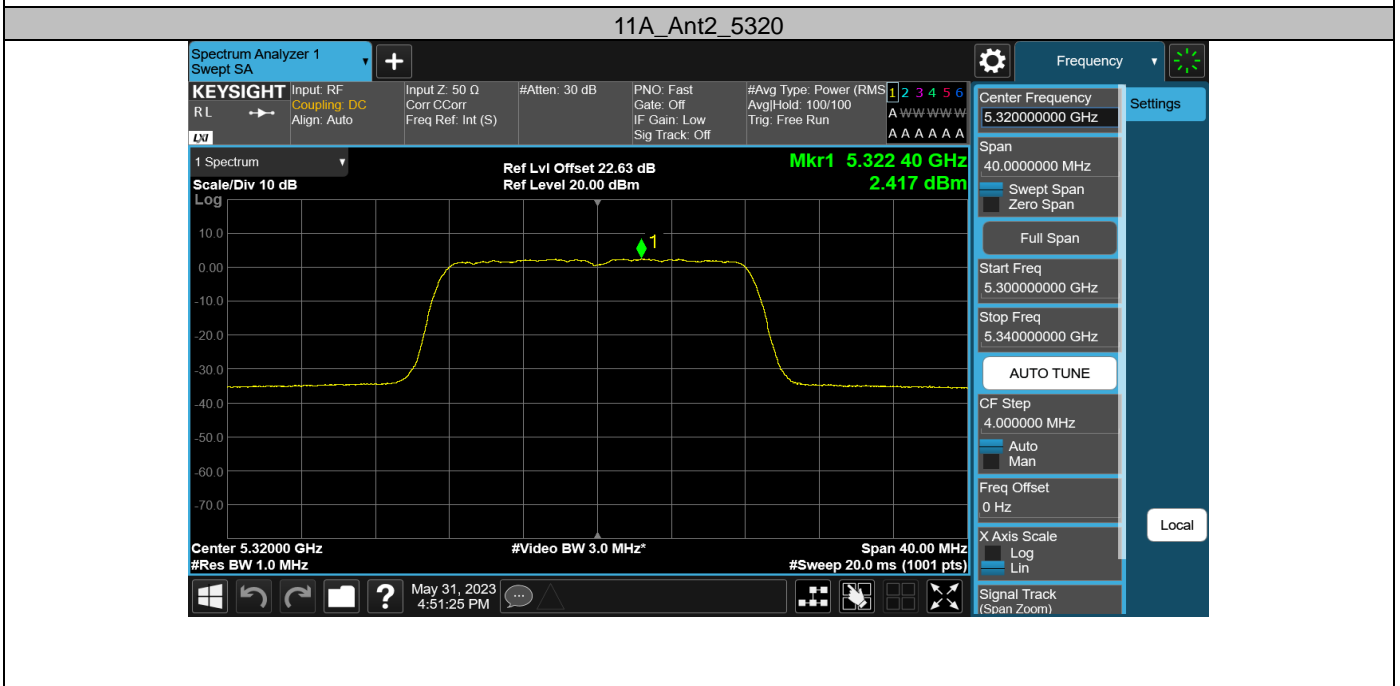 11A_Ant2_5320
Spectrum Analyzer 1
Swept SA
Frequency
KEYSIGHT
R L
LXI
Input: RF
Coupling: DC
Align: Auto
Input Z: 50 Ω
Corr CCorr
Freq Ref: Int (S)
#Atten: 30 dB
PNO: Fast
Gate: Off
IF Gain: Low
Sig Track: Off
#Avg Type: Power (RMS
Avg|Hold: 100/100
Trig: Free Run
1 2 3 4 5 6
A W W W W W
A A A A A A
Center Frequency
5.320000000 GHz
Settings
Span
40.0000000 MHz
Swept Span
Zero Span
Full Span
Start Freq
5.300000000 GHz
Stop Freq
5.340000000 GHz
AUTO TUNE
CF Step
4.000000 MHz
Auto
Man
Freq Offset
0 Hz
X Axis Scale
Log
Lin
Signal Track
(Span Zoom)
Local
1 Spectrum
Scale/Div 10 dB
Log
Ref Lvl Offset 22.63 dB
Ref Level 20.00 dBm
Mkr1 5.322 40 GHz
2.417 dBm
1
10.0
0.00
-10.0
-20.0
-30.0
-40.0
-50.0
-60.0
-70.0
Center 5.32000 GHz
#Video BW 3.0 MHz*
Span 40.00 MHz
#Res BW 1.0 MHz
#Sweep 20.0 ms (1001 pts)
?
May 31, 2023
4:51:25 PM